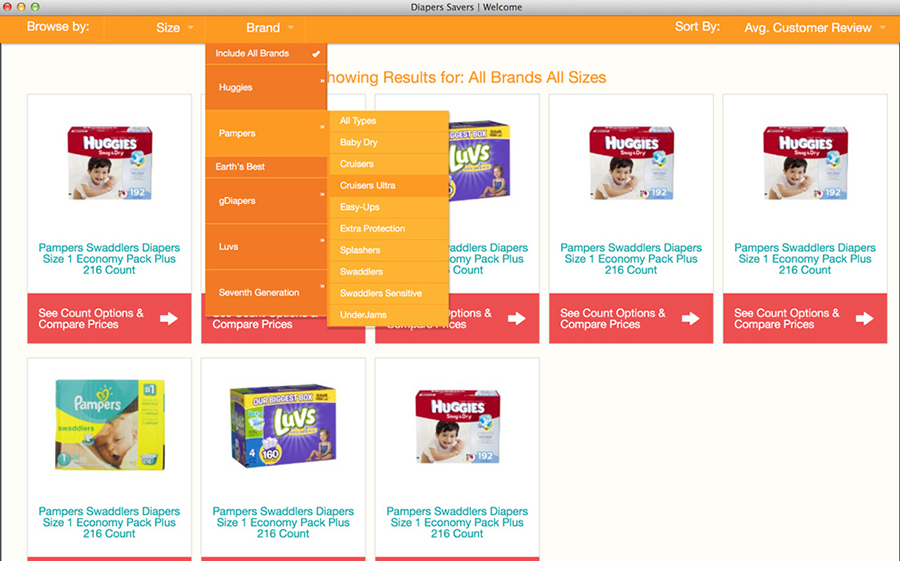 Diapers Savers | Welcome
Browse by:
Size
Brand
Sort By:
Avg. Customer Review
Include All Brands
Huggies
Pampers
Earth's Best
gDiapers
Luvs
Seventh Generation
All Types
Baby Dry
Cruisers
Cruisers Ultra
Easy-Ups
Extra Protection
Splashers
Swaddlers
Swaddlers Sensitive
UnderJams
howing Results for: All Brands All Sizes
HUGGIES
Snug & Dry
192
BIGGEST BOX
Luvs
HUGGIES
Snug & Dry
192
HUGGIES
Snug & Dry
192
Pampers Swaddlers Diapers
Size 1 Economy Pack Plus
216 Count
Swaddlers Diapers
Economy Pack Plus
6 Count
Pampers Swaddlers Diapers
Size 1 Economy Pack Plus
216 Count
Pampers Swaddlers Diapers
Size 1 Economy Pack Plus
216 Count
See Count Options &
Compare Prices
See Count Options &
Compare Prices
See Count Options &
Compare Prices
See Count Options &
Compare Prices
See Count Options &
Compare Prices
Pampers
swaddlers
#1
1
OUR BIGGEST BOX
Luvs
4
160
HUGGIES
Snug & Dry
192
Pampers Swaddlers Diapers
Size 1 Economy Pack Plus
216 Count
Pampers Swaddlers Diapers
Size 1 Economy Pack Plus
216 Count
Pampers Swaddlers Diapers
Size 1 Economy Pack Plus
216 Count